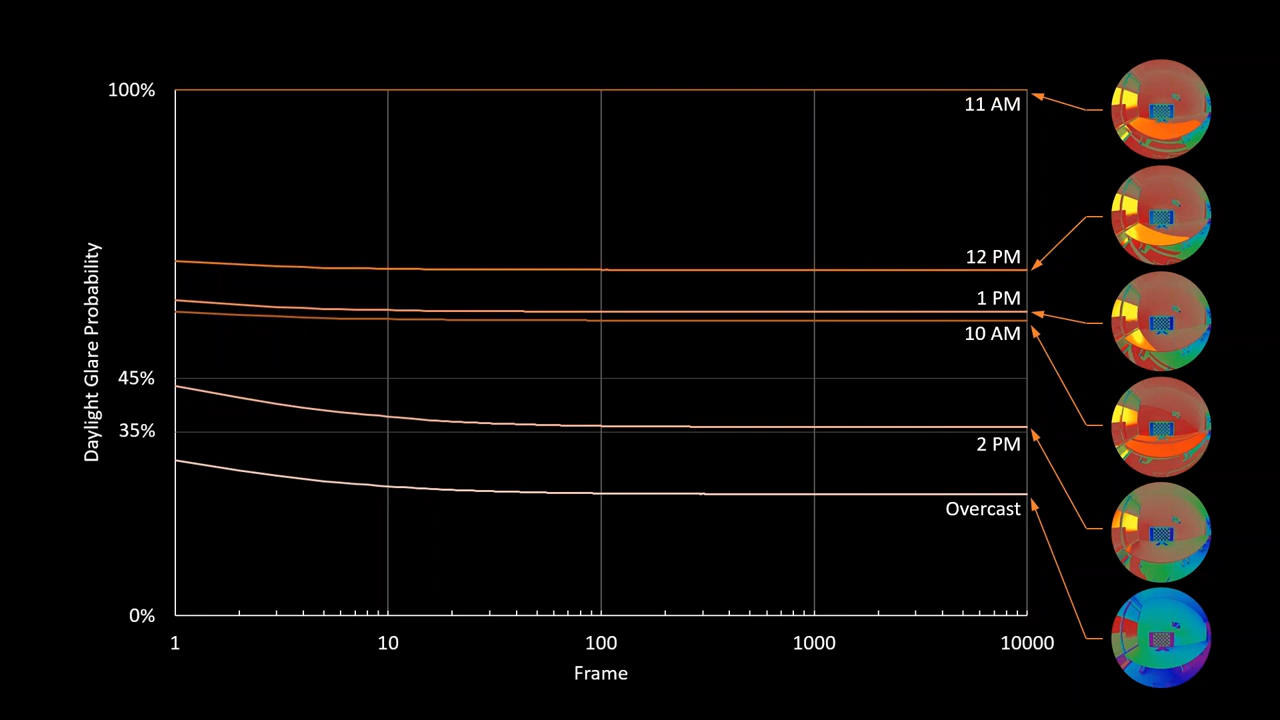 100%
11 AM
12 PM
1 PM
10 AM
Daylight Glare Probability
45%
35%
2 PM
Overcast
0%
1 10 100 1000 10000
Frame